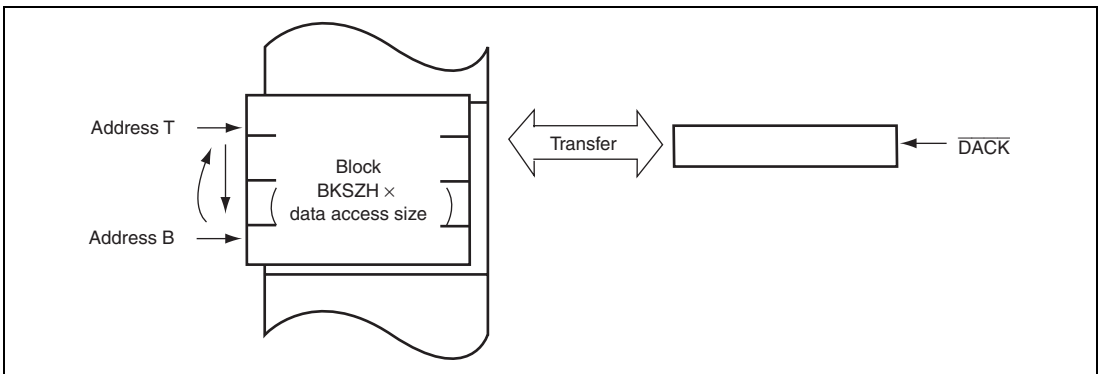 Address T
Block
BKSZH ×
data access size
Address B
Transfer
DACK